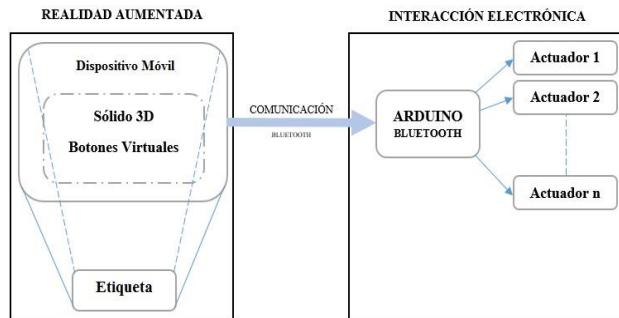 REALIDAD AUMENTADA
Dispositivo Móvil
Sólido 3D
Botones Virtuales
Etiqueta
COMUNICACIÓN
BLUETOOTH
INTERACCIÓN ELECTRÓNICA
ARDUINO
BLUETOOTH
Actuador 1
Actuador 2
Actuador n